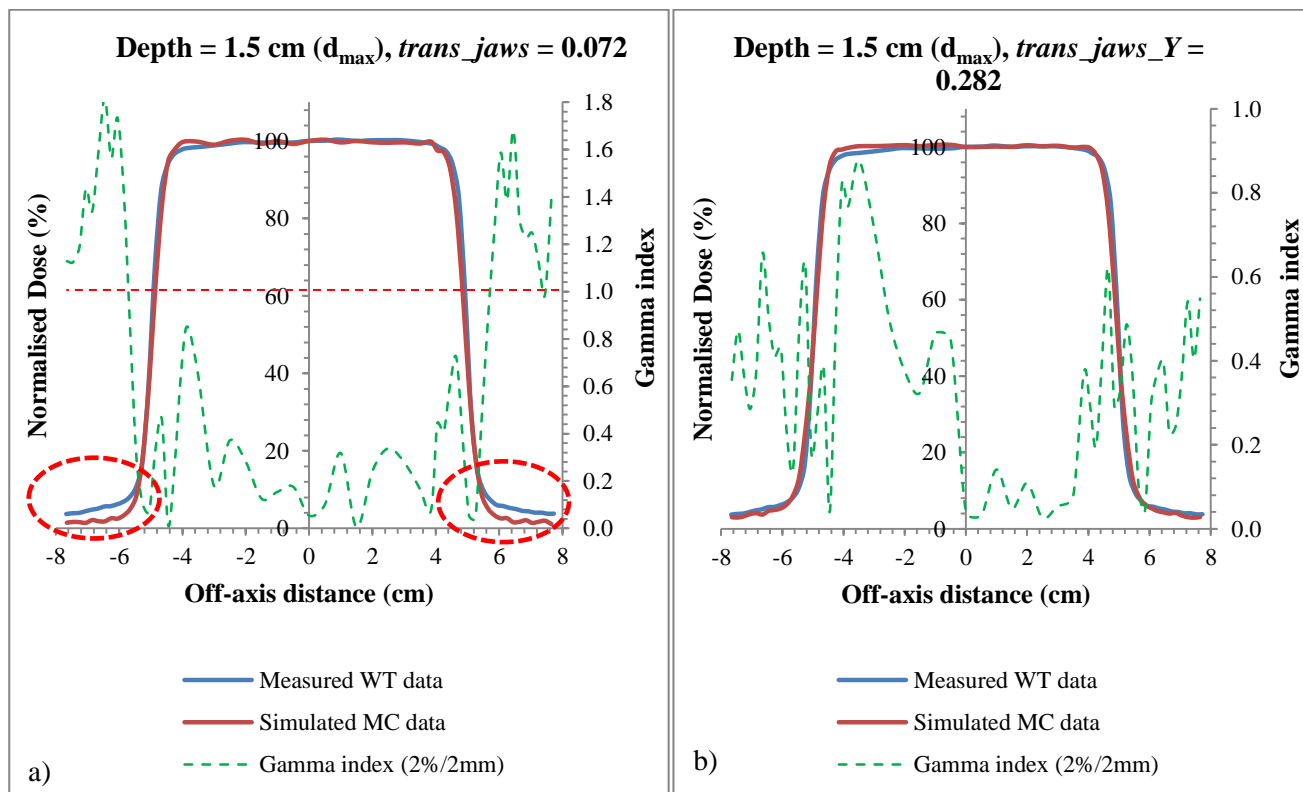 Depth = 1.5 cm (dmax), trans_jaws = 0.072
Normalised Dose (%)
100
80
60
40
20
0
1.8
1.6
1.4
1.2
1.0
0.8
0.6
0.4
0.2
0.0
Gamma index
-8 -6 -4 -2 0 2 4 6 8
Off-axis distance (cm)
Measured WT data
Simulated MC data
Gamma index (2%/2mm)
a)
Depth = 1.5 cm (dmax), trans_jaws_Y =
0.282
Normalised Dose (%)
100
80
60
40
20
0
1.0
0.8
0.6
0.4
0.2
0.0
Gamma index
-8 -6 -4 -2 0 2 4 6 8
Off-axis distance (cm)
Measured WT data
Simulated MC data
Gamma index (2%/2mm)
b)